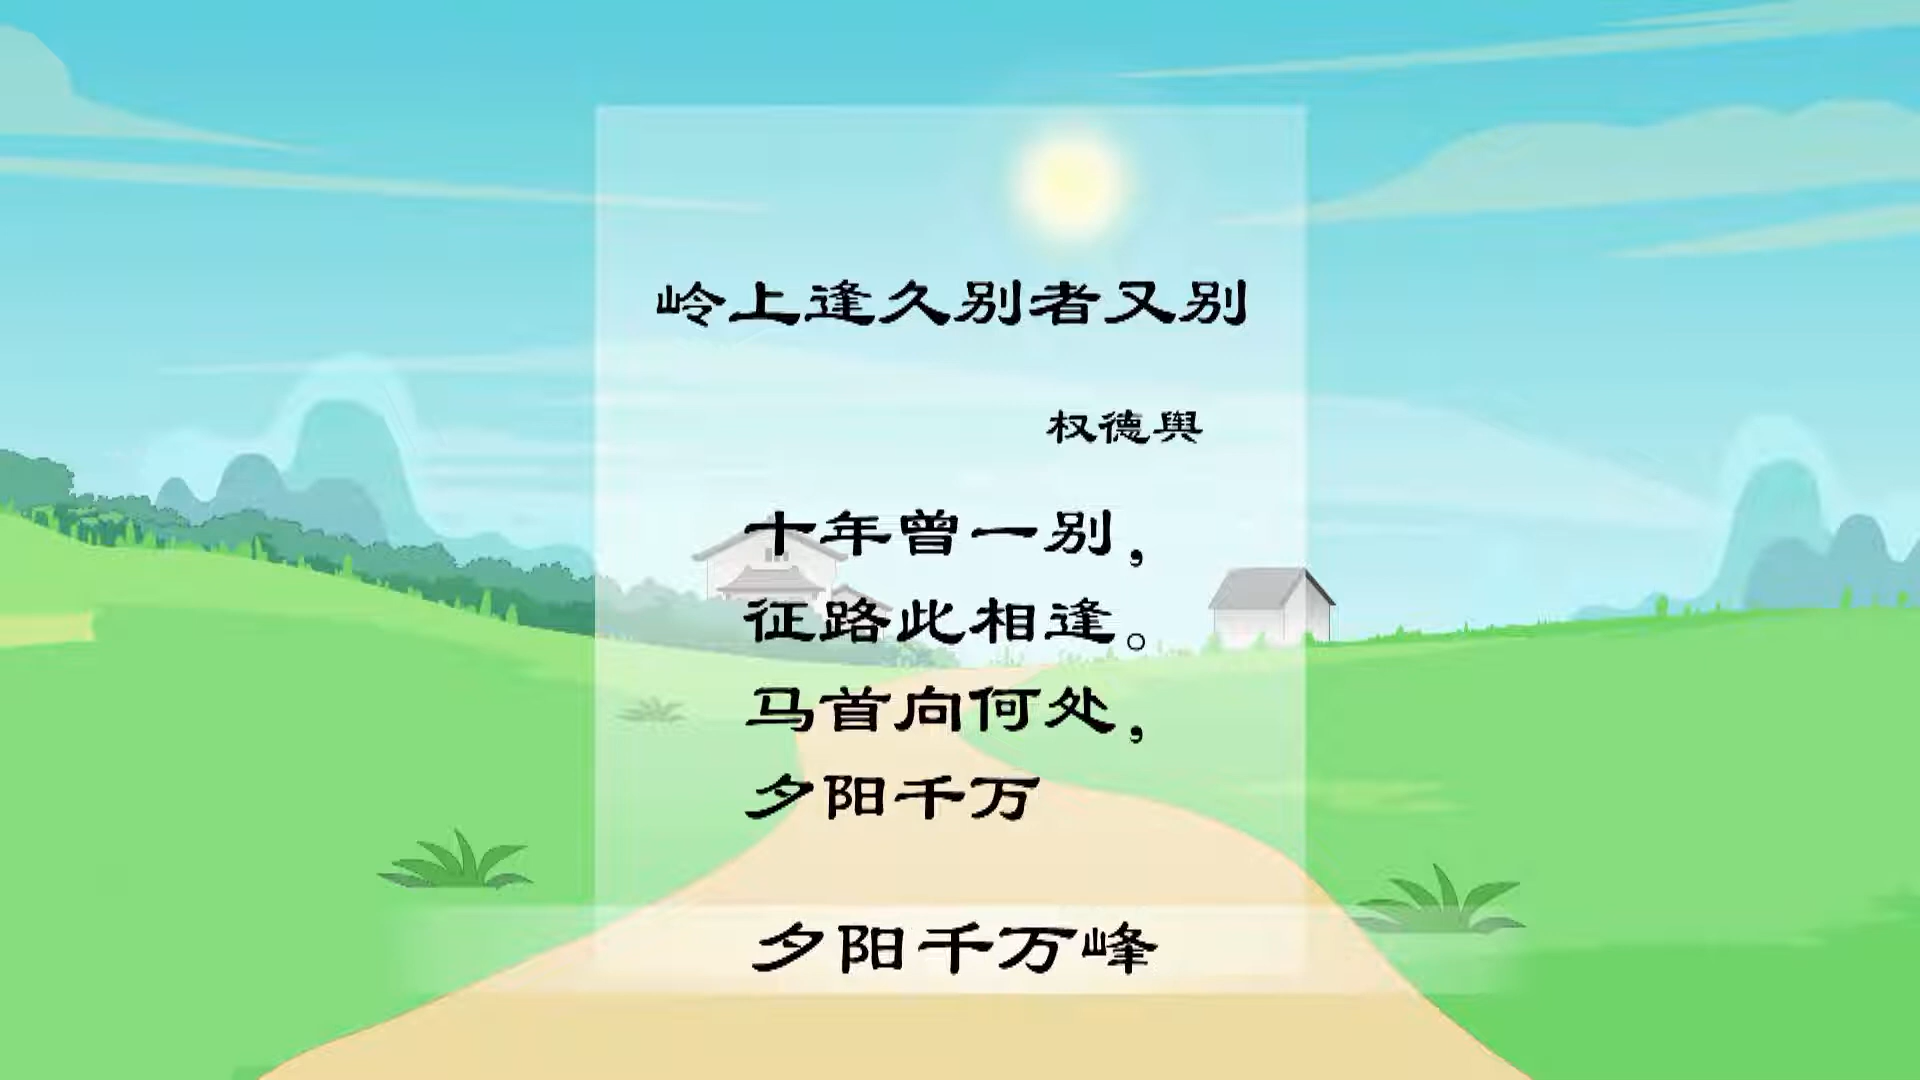 岭上逢久别者又别
权德舆
十年曾一别，
征路此相逢。
马首向何处，
夕阳千万
夕阳千万峰